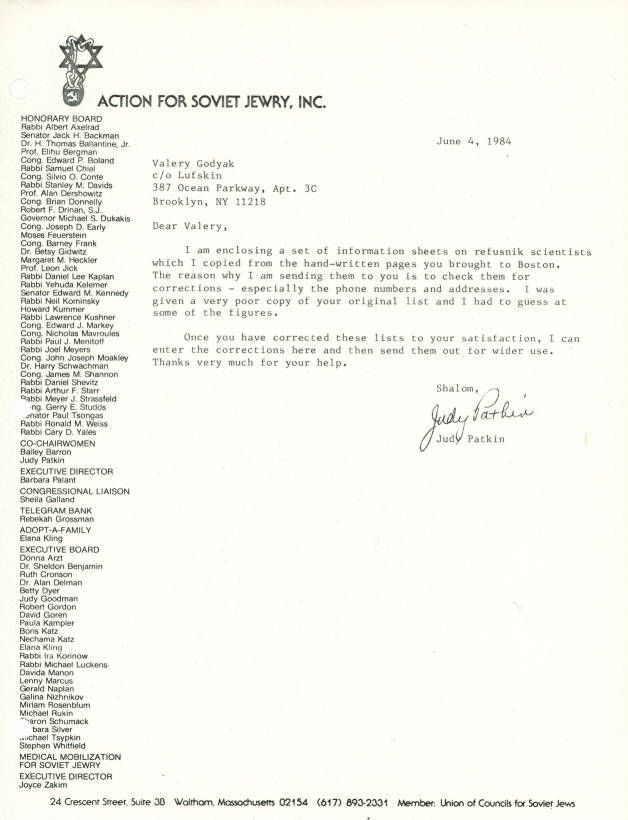 ACTION FOR SOVIET JEWRY, INC.
HONORARY BOARD
Rabbi Albert Axelrad
Senator Jack H. Backman
Dr. H. Thomas Ballantine, Jr.
Prof. Elihu Bergman
Cong. Edward P. Boland
Rabbi Samuel Chiel
Cong. Silvio O. Conte
Rabbi Stanley M. Davids
Prof. Alan Dershowitz
Cong. Brian Donnelly
Robert F. Drinan, S.J.
Governor Michael S. Dukakis
Cong. Joseph D. Early
Moses Feuerstein
Cong. Barney Frank
Dr. Betsy Gidwitz
Margaret M. Heckler
Prof. Leon Jick
Rabbi Daniel Lee Kaplan
Rabbi Yehuda Kelemer
Senator Edward M. Kennedy
Rabbi Neil Kominsky
Howard Kummer
Rabbi Lawrence Kushner
Cong. Edward J. Markey
Cong. Nicholas Mavroules
Rabbi Paul J. Menitoff
Rabbi Joel Meyers
Cong. John Joseph Moakley
Dr. Harry Schwachman
Cong. James M. Shannon
Rabbi Daniel Shevitz
Rabbi Arthur F. Starr
Rabbi Meyer J. Strassfeld
ng. Gerry E. Studds
nator Paul Tsongas
Rabbi Ronald M. Weiss
Rabbi Cary D. Yales
CO-CHAIRWOMEN
Bailey Barron
Judy Patkin
EXECUTIVE DIRECTOR
Barbara Palant
CONGRESSIONAL LIAISON
Sheila Galland
TELEGRAM BANK
Rebekah Grossman
ADOPT-A-FAMILY
Elana Kling
EXECUTIVE BOARD
Donna Arzt
Dr. Sheldon Benjamin
Ruth Cronson
Dr. Alan Delman
Betty Dyer
Judy Goodman
Robert Gordon
David Goren
Paula Kampler
Boris Katz
Nechama Katz
Elana Kling
Rabbi Ira Korinow
Rabbi Michael Luckens
Davida Manon
Lenny Marcus
Gerald Naplan
Galina Nizhnikov
Miriam Rosenblum
Michael Rukin
aron Schumack
bara Silver
chael Tsypkin
Stephen Whitfield
MEDICAL MOBILIZATION
FOR SOVIET JEWRY
EXECUTIVE DIRECTOR
Joyce Zakim
June 4, 1984
Valery Godyak
c/o Lufskin
387 Ocean Parkway, Apt. 3C
Brooklyn, NY 11218
Dear Valery,
I am enclosing a set of information sheets on refusnik scientists
which I copied from the hand-written pages you brought to Boston.
The reason why I am sending them to you is to check them for
corrections - especially the phone numbers and addresses. I was
given a very poor copy of your original list and I had to guess at
some of the figures.
Once you have corrected these lists to your satisfaction, I can
enter the corrections here and then send them out for wider use.
Thanks very much for your help.
Shalom,
Judy Patkin
Judy Patkin
24 Crescent Street, Suite 3B Waltham, Massachusetts 02154 (617) 893-2331 Member: Union of Councils for Soviet Jews